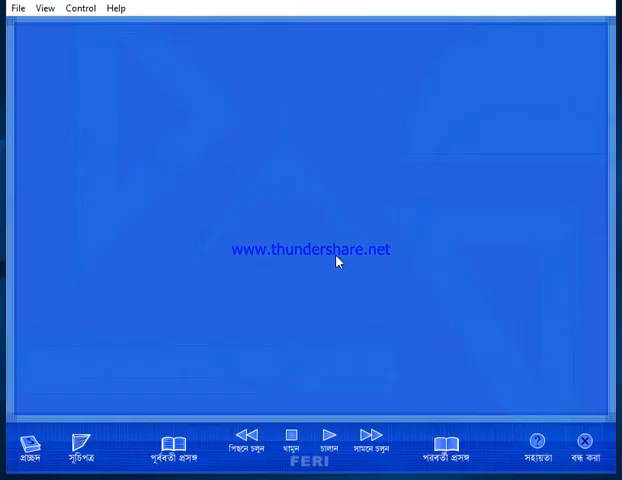 File View Control Help
www.thundershare.net
প্রচ্ছদ সূচিপত্র পূর্ববর্তী প্রসঙ্গ পিছনে চলুন থামুন চালান সামনে চলুন পরবর্তী প্রসঙ্গ সহায়তা বন্ধ করা
FERI